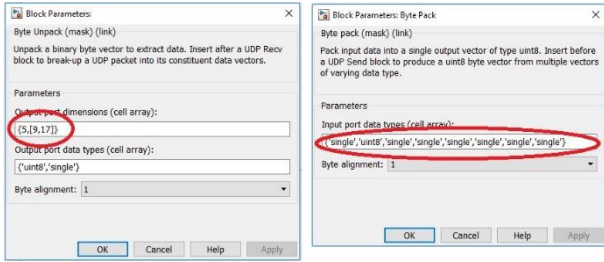 Block Parameters:
Byte Unpack (mask) (link)
Unpack a binary byte vector to extract data. Insert after a UDP Recv
block to break-up a UDP packet into its constituent data vectors.
Parameters
Output port dimensions (cell array):
{5,[9,17]}
Output port data types (cell array):
{'uint8','single'}
Byte alignment: 1
OK Cancel Help Apply
Block Parameters: Byte Pack
Byte pack (mask) (link)
Pack input data into a single output vector of type uint8. Insert before
a UDP Send block to produce a uint8 byte vector from multiple vectors
of varying data type.
Parameters
Input port data types (cell array):
{'single','uint8','single','single','single','single','single','single'}
Byte alignment: 1
OK Cancel Help Apply